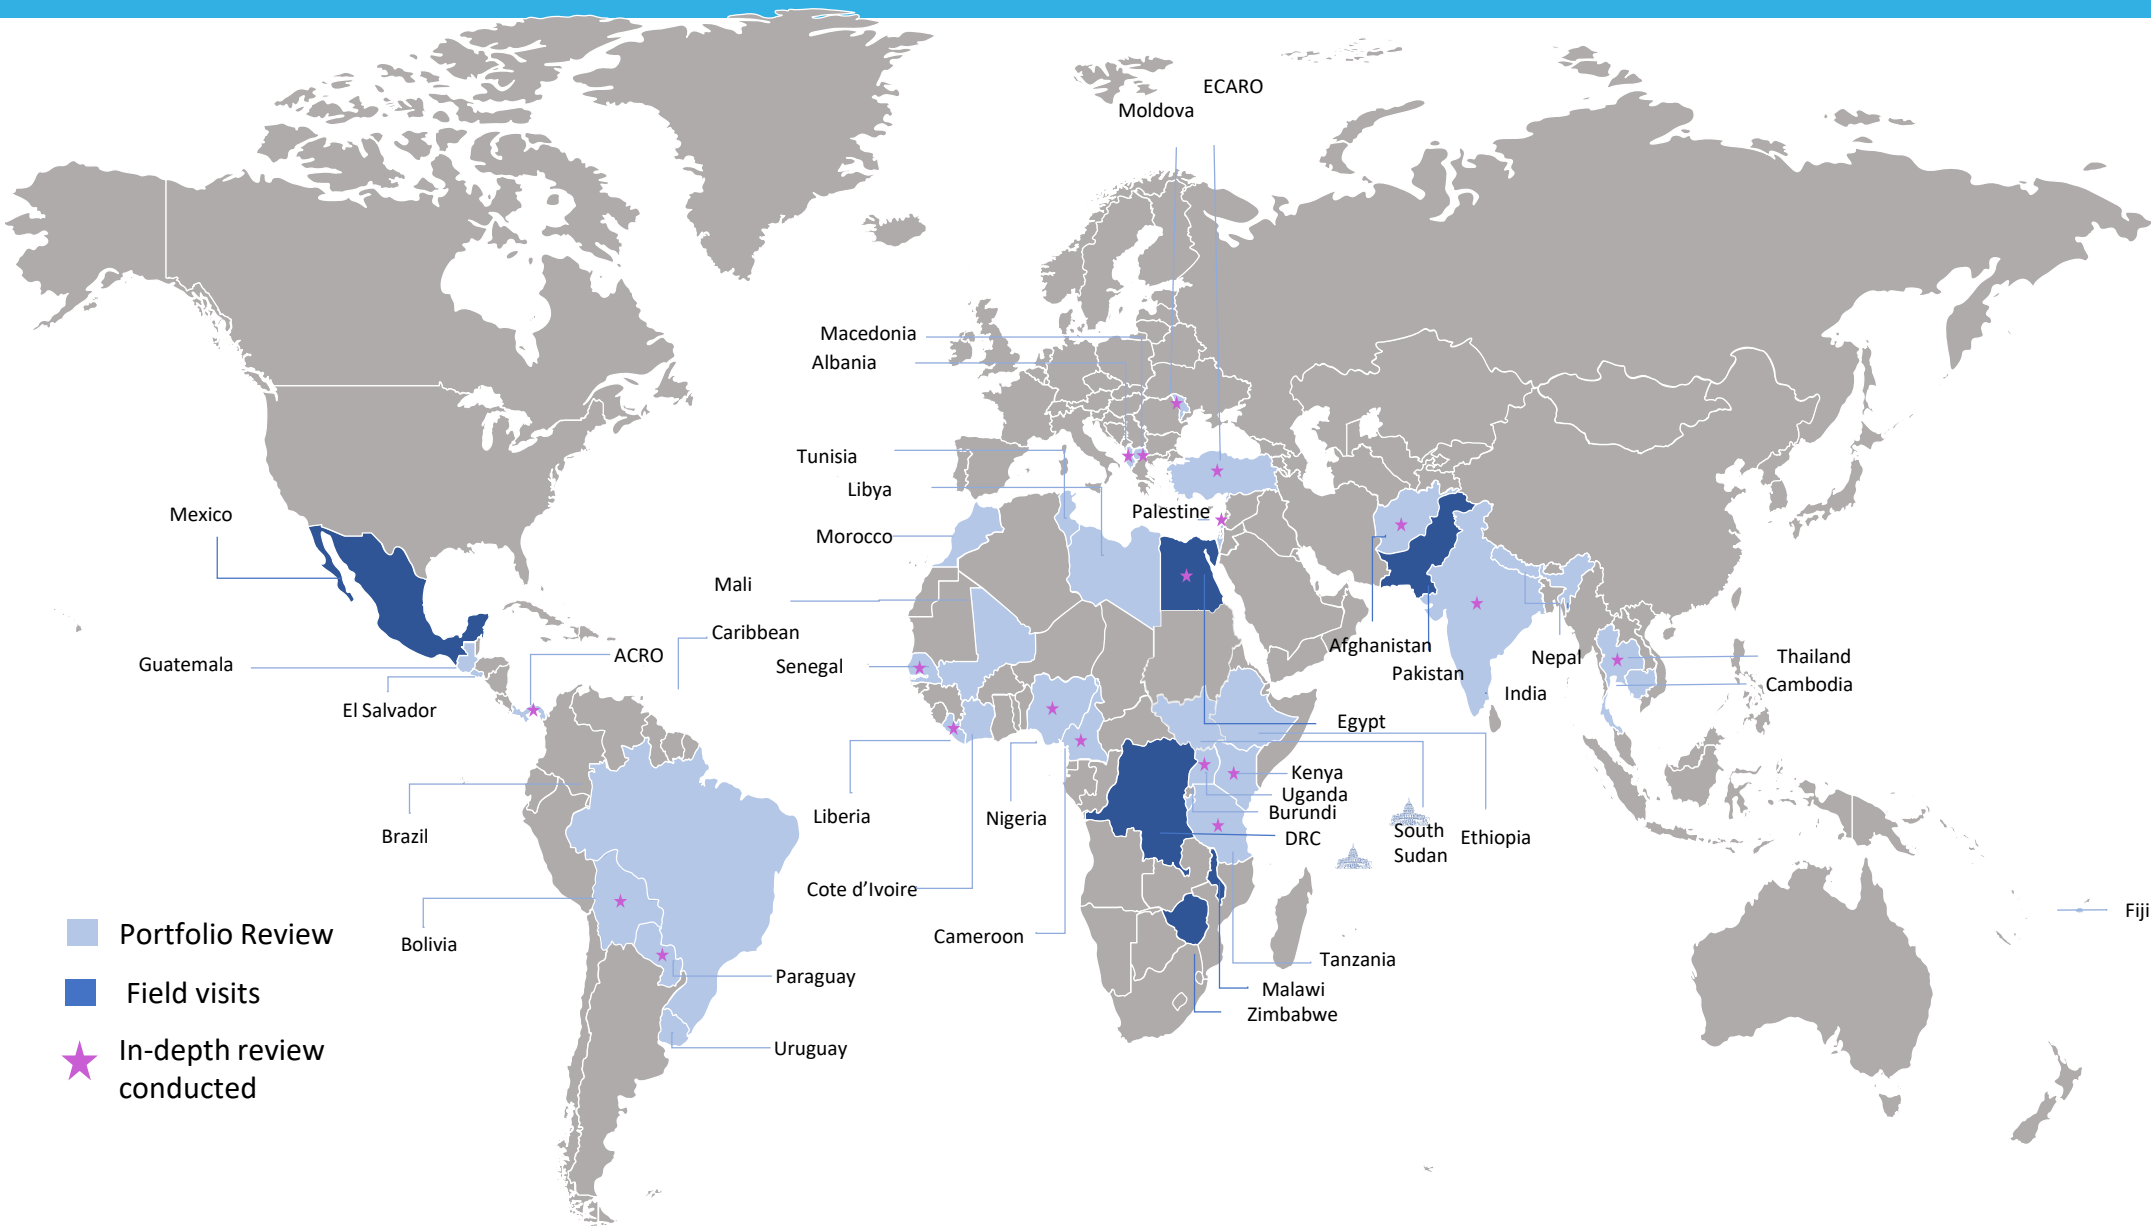 ECARO
Moldova
Macedonia
Albania
Tunisia
Libya
Mexico
Palestine
Morocco
Mali
Caribbean
ACRO
Guatemala
Senegal
Afghanistan
Pakistan
Nepal
Thailand
Cambodia
India
El Salvador
Egypt
Kenya
Uganda
Burundi
Liberia
Nigeria
Brazil
DRC
South
Sudan
Ethiopia
Cote d’Ivoire
Fiji
Portfolio Review
Bolivia
Cameroon
Tanzania
Paraguay
Field visits
Malawi
Zimbabwe
In-depth review
conducted
Uruguay